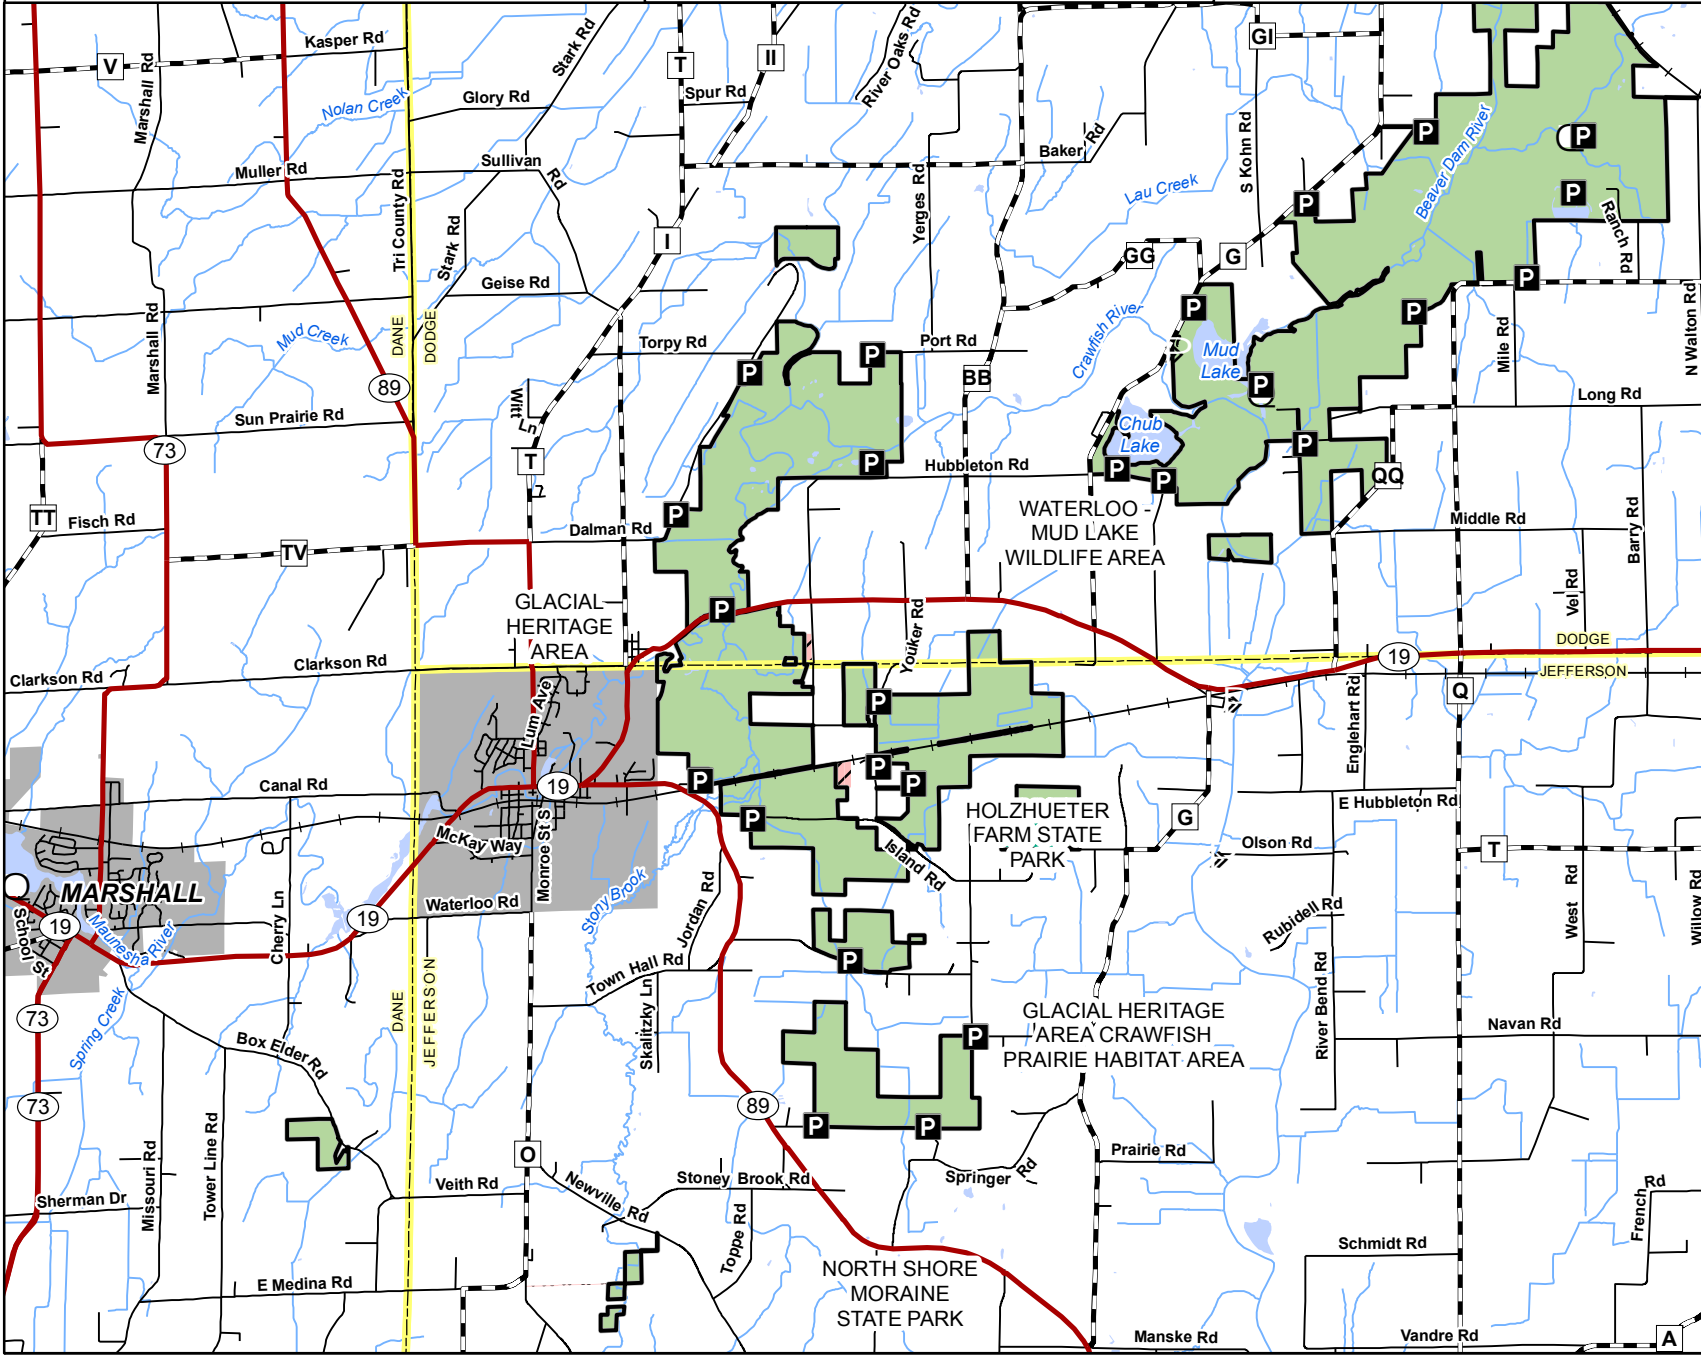 Kasper Rd
V
Marshall Rd
Nolan Creek
Glory Rd
Stark Rd
T
II
Spur Rd
River Oaks Rd
GI
Baker Rd
S Kohn Rd
Beaver Dam River
P
P
P
P
Ranch Rd
Muller Rd
Sullivan Rd
Tri County Rd
Stark Rd
I
Yerges Rd
Lau Creek
GG
G
Geise Rd
Marshall Rd
Mud Creek
DANE
DODGE
Torpy Rd
Port Rd
Crawfish River
P
Mud
Lake
P
P
P
Mile Rd
N Walton Rd
89
Witt Ln
P
P
BB
Long Rd
Sun Prairie Rd
73
T
P
Chub
Lake
P
P
P
QQ
Hubbleton Rd
TT
Fisch Rd
TV
Dalman Rd
P
WATERLOO -
MUD LAKE
WILDLIFE AREA
Middle Rd
Barry Rd
Vel Rd
GLACIAL
HERITAGE
AREA
P
Youker Rd
DODGE
JEFFERSON
19
Q
Clarkson Rd
Clarkson Rd
Lum Ave
P
Englehart Rd
Canal Rd
19
P
P
P
P
HOLZHUETER
FARM STATE
PARK
G
E Hubbleton Rd
Olson Rd
T
McKay Way
Monroe St S
Island Rd
MARSHALL
Waterloo Rd
Stony Brook
Jordan Rd
19
19
School St
Maunesha River
Cherry Ln
Rubidell Rd
West Rd
Willow Rd
P
Town Hall Rd
Skalitzky Ln
River Bend Rd
73
Spring Creek
DANE
JEFFERSON
Box Elder Rd
GLACIAL HERITAGE
AREA CRAWFISH
PRAIRIE HABITAT AREA
P
Navan Rd
73
89
P
P
Tower Line Rd
Missouri Rd
O
Prairie Rd
Springer Rd
Stoney Brook Rd
Veith Rd
Newville Rd
Sherman Dr
Toppe Rd
French Rd
Schmidt Rd
E Medina Rd
NORTH SHORE
MORAINE
STATE PARK
Manske Rd
Vandre Rd
A